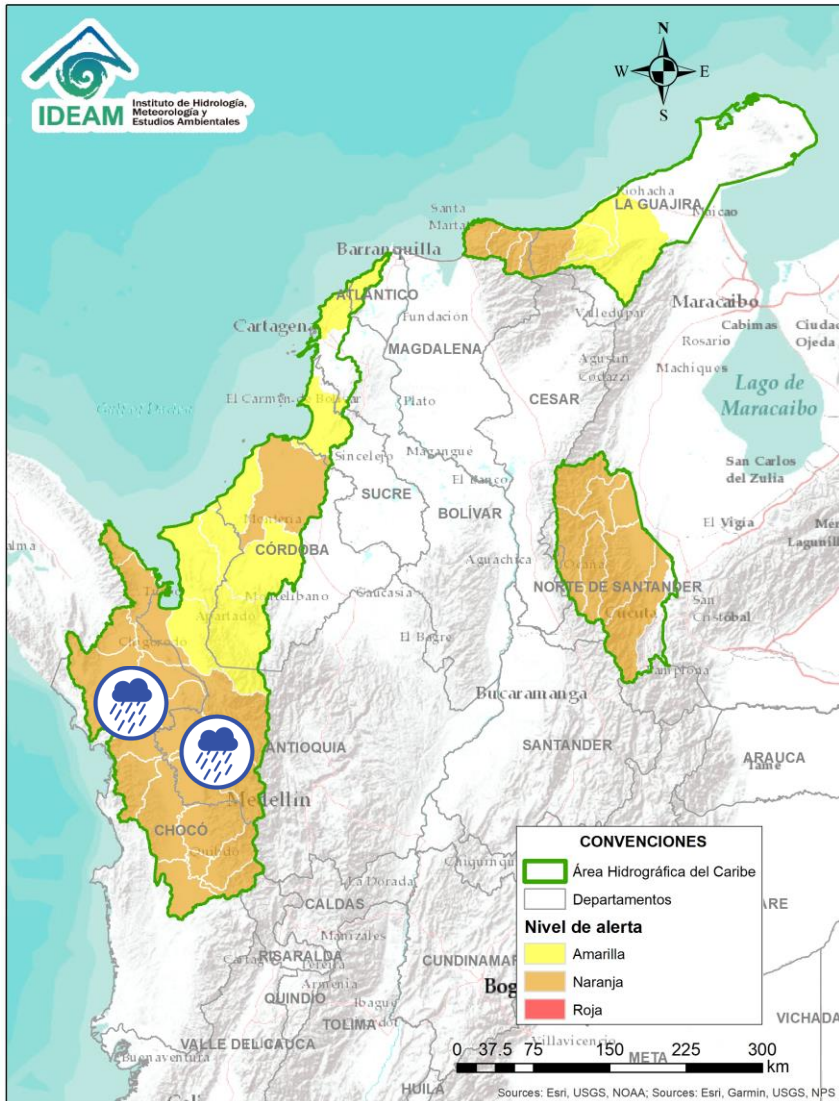 IDEAM
Instituto de Hidrología,
Meteorología y
Estudios Ambientales
N
W E
S
Riohacha
LA GUAJIRA
Maicao
Santa
Marta
Barranquilla
ATLÁNTICO
Cartagena
Fundación
Valledupar
Maracaibo
Cabimas
Ciudad
Ojeda
Rosario
Machiques
MAGDALENA
Agustín
Codazzi
CESAR
Lago de
Maracaibo
El Carmen de Bolívar
Plato
Sincelejo
Magangué
San Carlos
del Zulia
SUCRE
El Banco
BOLÍVAR
El Vigía
Montería
CÓRDOBA
Aguachica
Ocaña
NORTE DE SANTANDER
Cúcuta
San
Cristóbal
Montelíbano
Caucasia
Apartadó
El Bagre
Chigorodó
Pamplona
Bucaramanga
ANTIOQUIA
SANTANDER
ARAUCA
Tame
Medellín
CHOCÓ
Quibdó
La Dorada
CALDAS
Manizales
RISARALDA
Pereira
Armenia
QUINDÍO
Ibagué
TOLIMA
VALLE DEL CAUCA
Buenaventura
HUILA
CUNDINAMAR
Bog
Villavicencio
META
VICHADA
CONVENCIONES
Área Hidrográfica del Caribe
Departamentos
Nivel de alerta
Amarilla
Naranja
Roja
0 37.5 75 150 225 300
km
Sources: Esri, USGS, NOAA; Sources: Esri, Garmin, USGS, NPS